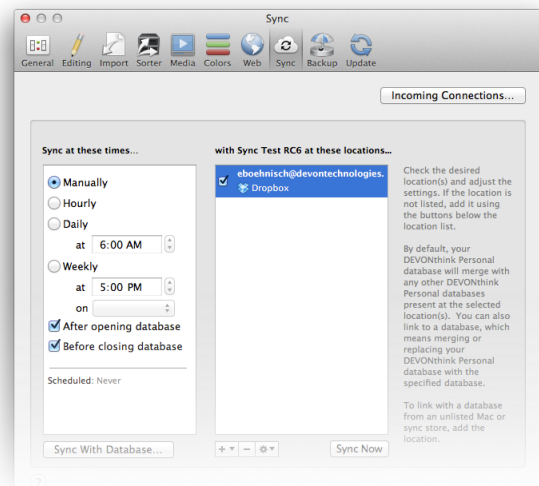 Sync
General Editing Import Sorter Media Colors Web Sync Backup Update
Incoming Connections...
Sync at these times...
Manually
Hourly
Daily
at 6:00 AM
Weekly
at 5:00 PM
on
After opening database
Before closing database
Scheduled: Never
Sync With Database...
with Sync Test RC6 at these locations...
eboehnisch@devontechnologies.
Dropbox
Sync Now
Check the desired
location(s) and adjust the
settings. If the location is
not listed, add it using
the buttons below the
location list.
By default, your
DEVONthink Personal
database will merge with
any other DEVONthink
Personal databases
present at the selected
location(s). You can also
link to a database, which
means merging or
replacing your
DEVONthink Personal
database with the
specified database.
To link with a database
from an unlisted Mac or
sync store, add the
location.
?